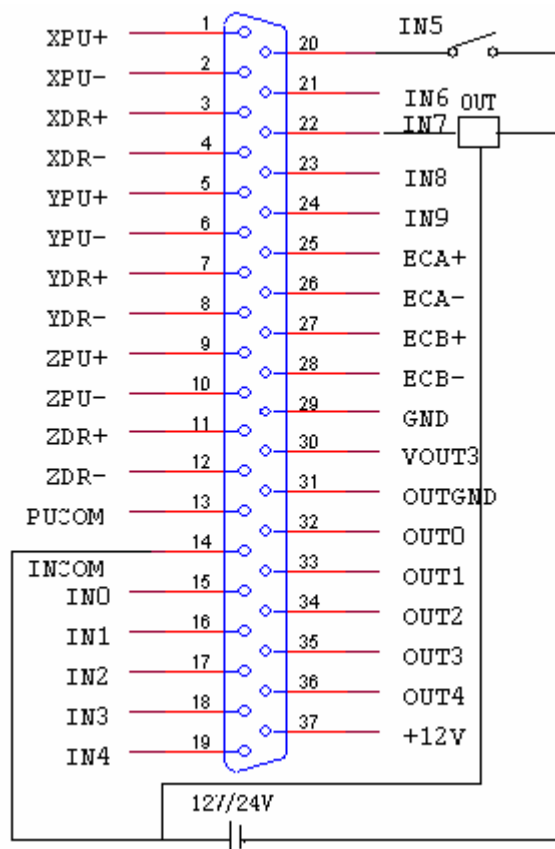 XPU+ 1
XPU- 2
XDR+ 3
XDR- 4
YPU+ 5
YPU- 6
YDR+ 7
YDR- 8
ZPU+ 9
ZPU- 10
ZDR+ 11
ZDR- 12
PUCOM 13
14
INCOM
IN0 15
IN1 16
IN2 17
IN3 18
IN4 19
20 IN5
21 IN6 OUT
22 IN7
23 IN8
24 IN9
25 ECA+
26 ECA-
27 ECB+
28 ECB-
29 GND
30 VOUT3
31 OUTGND
32 OUT0
33 OUT1
34 OUT2
35 OUT3
36 OUT4
37 +12V
12V/24V